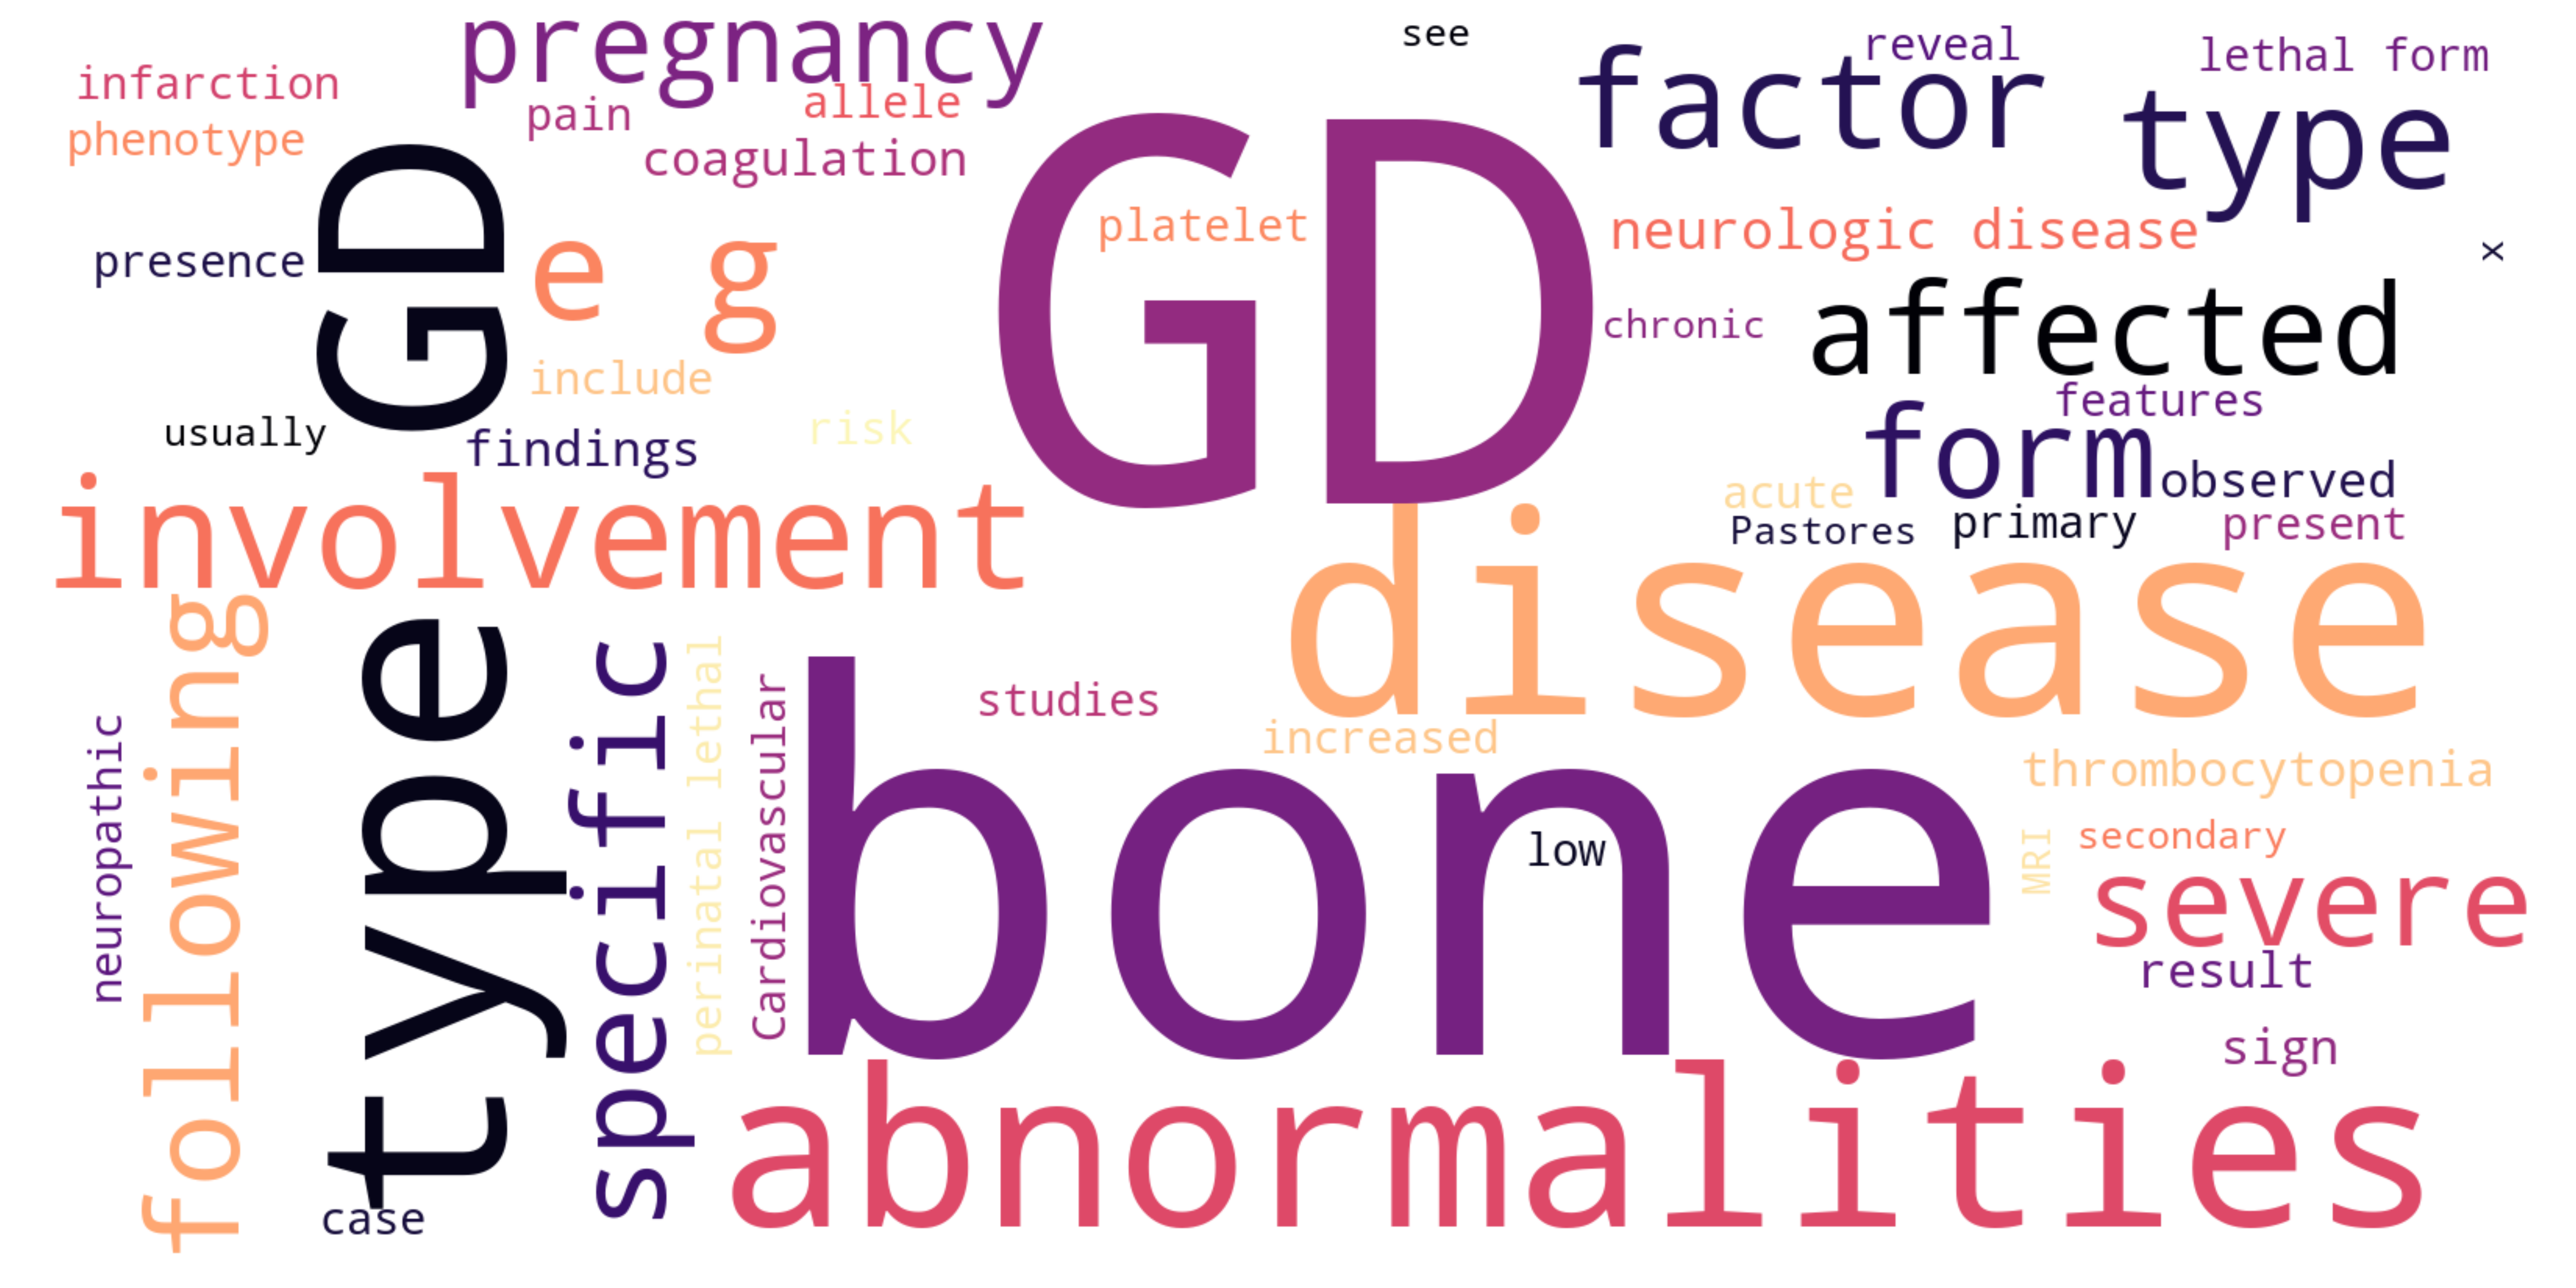 pregnancy
see
factor
reveal
lethal form
infarction
pain
allele
type
phenotype
coagulation
GD
GD
platelet
neurologic disease
presence
e g
x
chronic
affected
include
features
usually
findings
risk
form
observed
acute
Pastores
primary
present
involvement
disease
following
type
specific
perinatal lethal
Cardiovascular
studies
increased
neuropathic
bone
low
thrombocytopenia
MRI
secondary
severe
result
sign
abnormalities
case